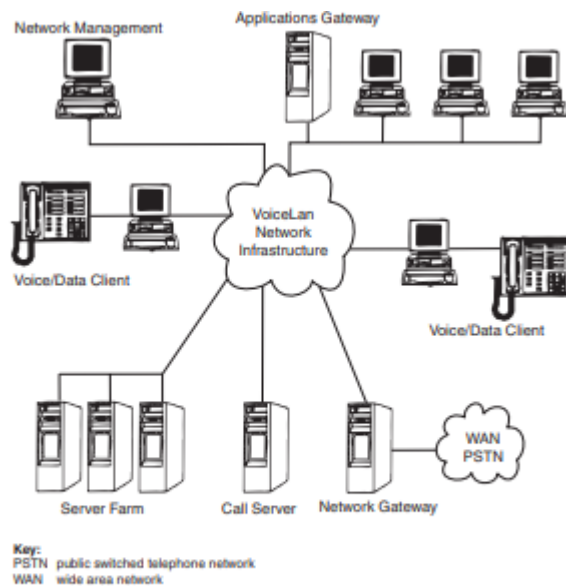 Network Management
Applications Gateway
VoiceLan
Network
Infrastructure
Voice/Data Client
Voice/Data Client
Server Farm
Call Server
Network Gateway
WAN
PSTN
Key:
PSTN public switched telephone network
WAN wide area network